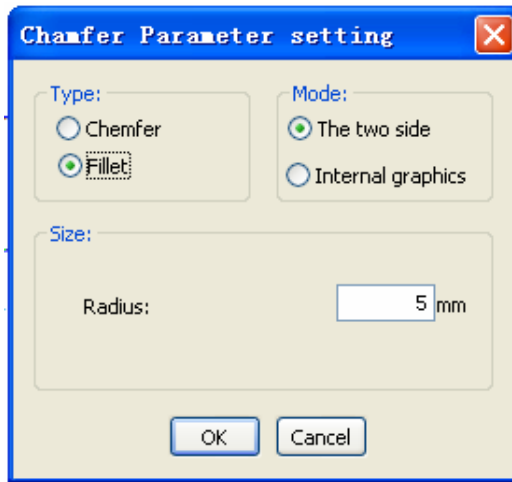 Chamfer Parameter setting
Type:
Chemfer
Fillet
Mode:
The two side
Internal graphics
Size:
Radius: 5 mm
OK Cancel